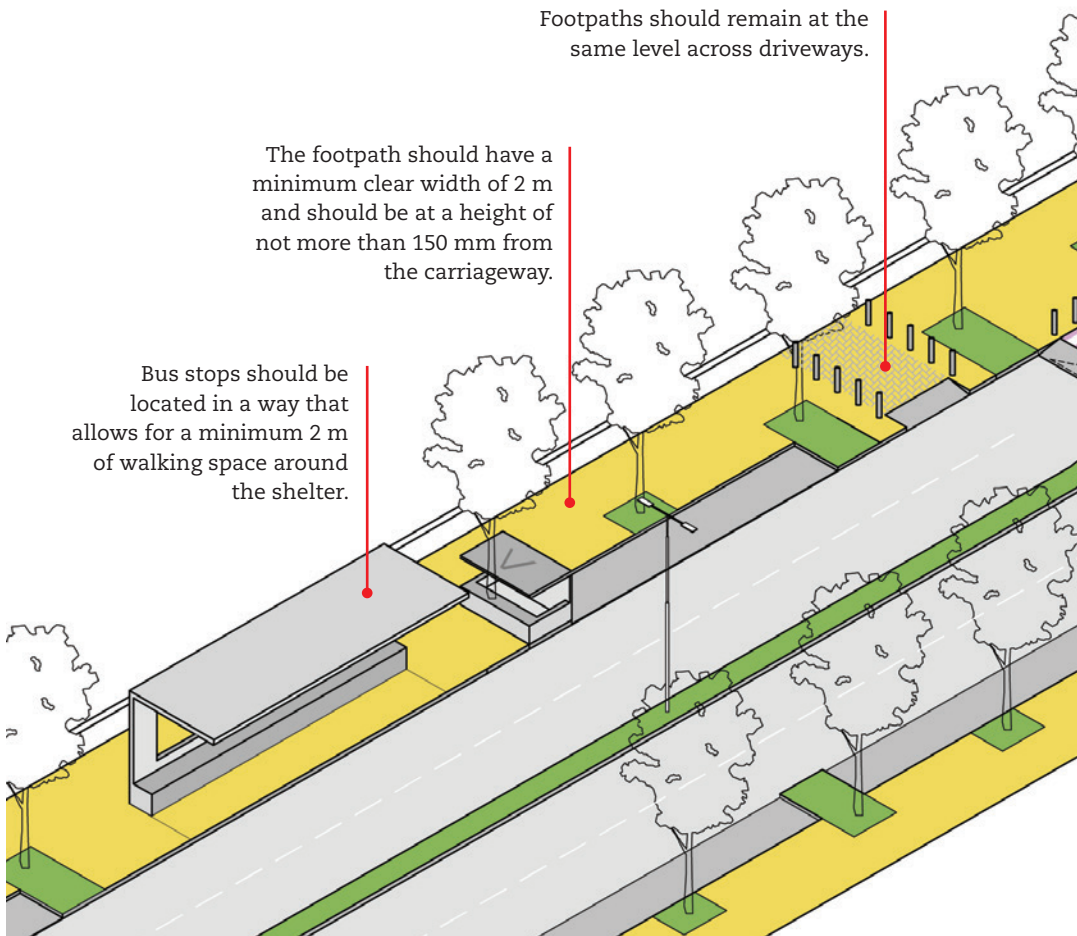 Footpaths should remain at the
same level across driveways.
The footpath should have a
minimum clear width of 2 m
and should be at a height of
not more than 150 mm from
the carriageway.
Bus stops should be
located in a way that
allows for a minimum 2 m
of walking space around
the shelter.